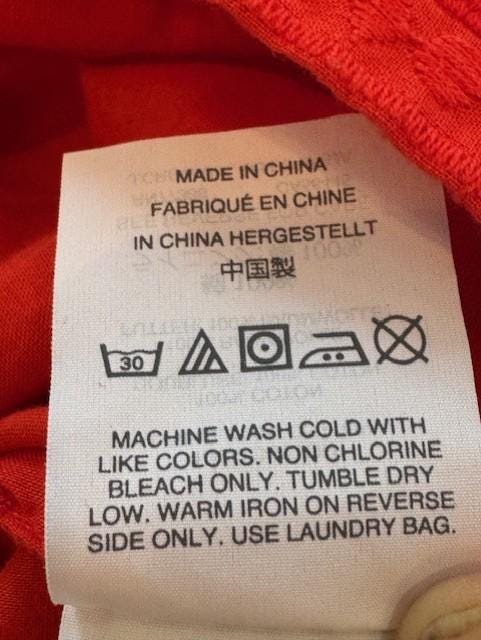 MADE IN CHINA
FABRIQUÉ EN CHINE
IN CHINA HERGESTELLT
中国製
30
MACHINE WASH COLD WITH
LIKE COLORS. NON CHLORINE
BLEACH ONLY. TUMBLE DRY
LOW. WARM IRON ON REVERSE
SIDE ONLY. USE LAUNDRY BAG.